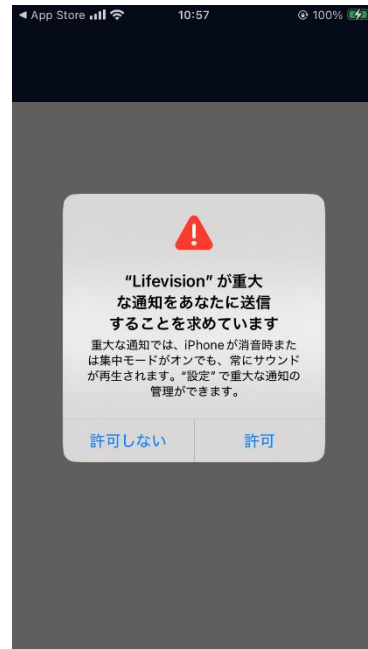 ◀ App Store 10:57 100%
“Lifevision” が重大
な通知をあなたに送信
することを求めています
重大な通知では、iPhoneが消音時また
は集中モードがオンでも、常にサウンド
が再生されます。“設定” で重大な通知の
管理ができます。
許可しない 許可